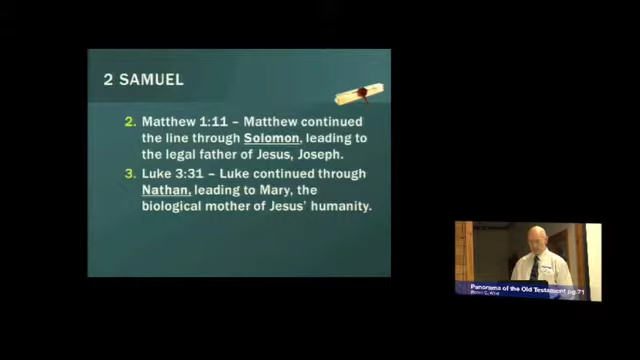 2 SAMUEL
2. Matthew 1:11 – Matthew continued
the line through Solomon, leading to
the legal father of Jesus, Joseph.
3. Luke 3:31 – Luke continued through
Nathan, leading to Mary, the
biological mother of Jesus' humanity.
Panorama of the Old Testament pg.71